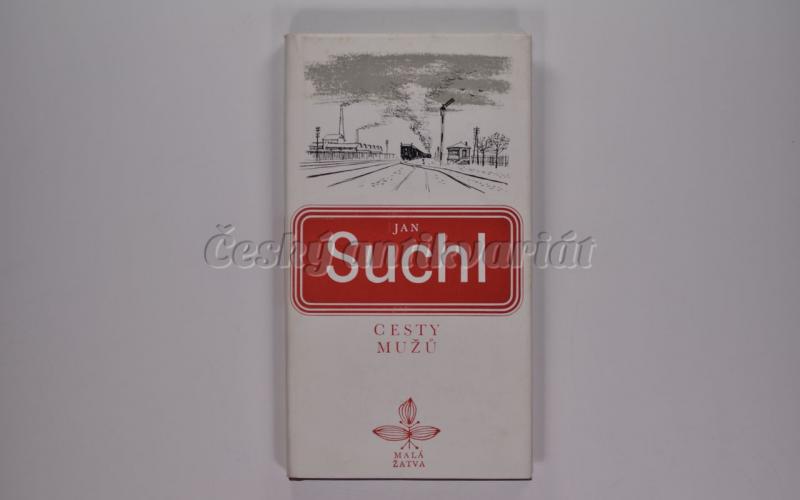 JAN
Suchl
Český antikvariát
CESTY
MUŽŮ
MALÁ
ŽATVA